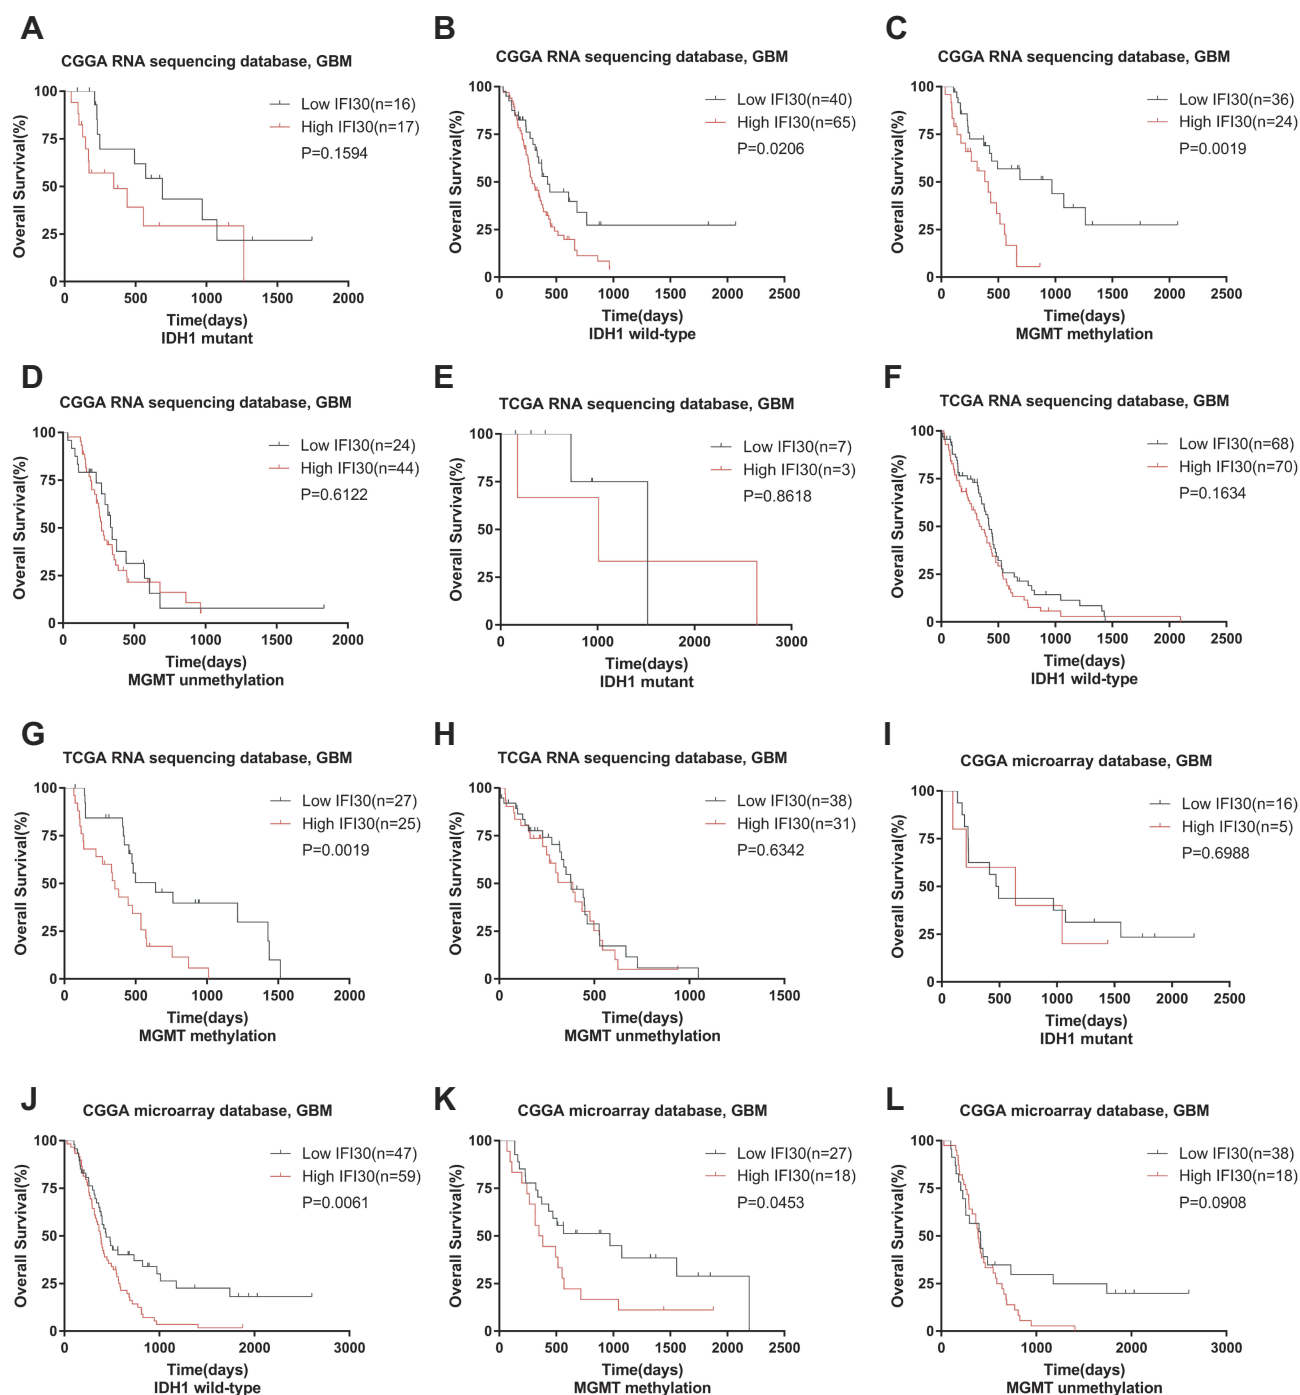 A
CGGA RNA sequencing database, GBM
Overall Survival(%)
100
75
50
25
0
Low IFI30(n=16)
High IFI30(n=17)
P=0.1594
0 500 1000 1500 2000
Time(days)
IDH1 mutant
B
CGGA RNA sequencing database, GBM
Overall Survival(%)
100
75
50
25
0
Low IFI30(n=40)
High IFI30(n=65)
P=0.0206
0 500 1000 1500 2000 2500
Time(days)
IDH1 wild-type
C
CGGA RNA sequencing database, GBM
Overall Survival(%)
100
75
50
25
0
Low IFI30(n=36)
High IFI30(n=24)
P=0.0019
0 500 1000 1500 2000 2500
Time(days)
MGMT methylation
D
CGGA RNA sequencing database, GBM
Overall Survival(%)
100
75
50
25
0
Low IFI30(n=24)
High IFI30(n=44)
P=0.6122
0 500 1000 1500 2000
Time(days)
MGMT unmethylation
E
TCGA RNA sequencing database, GBM
Overall Survival(%)
100
75
50
25
0
Low IFI30(n=7)
High IFI30(n=3)
P=0.8618
0 1000 2000 3000
Time(days)
IDH1 mutant
F
TCGA RNA sequencing database, GBM
Overall Survival(%)
100
75
50
25
0
Low IFI30(n=68)
High IFI30(n=70)
P=0.1634
0 500 1000 1500 2000 2500
Time(days)
IDH1 wild-type
G
TCGA RNA sequencing database, GBM
Overall Survival(%)
100
75
50
25
0
Low IFI30(n=27)
High IFI30(n=25)
P=0.0019
0 500 1000 1500 2000
Time(days)
MGMT methylation
H
TCGA RNA sequencing database, GBM
Overall Survival(%)
100
75
50
25
0
Low IFI30(n=38)
High IFI30(n=31)
P=0.6342
0 500 1000 1500
Time(days)
MGMT unmethylation
I
CGGA microarray database, GBM
Overall Survival(%)
100
75
50
25
0
Low IFI30(n=16)
High IFI30(n=5)
P=0.6988
0 500 1000 1500 2000 2500
Time(days)
IDH1 mutant
J
CGGA microarray database, GBM
Overall Survival(%)
100
75
50
25
0
Low IFI30(n=47)
High IFI30(n=59)
P=0.0061
0 1000 2000 3000
Time(days)
IDH1 wild-type
K
CGGA microarray database, GBM
Overall Survival(%)
100
75
50
25
0
Low IFI30(n=27)
High IFI30(n=18)
P=0.0453
0 500 1000 1500 2000 2500
Time(days)
MGMT methylation
L
CGGA microarray database, GBM
Overall Survival(%)
100
75
50
25
0
Low IFI30(n=38)
High IFI30(n=18)
P=0.0908
0 1000 2000 3000
Time(days)
MGMT unmethylation